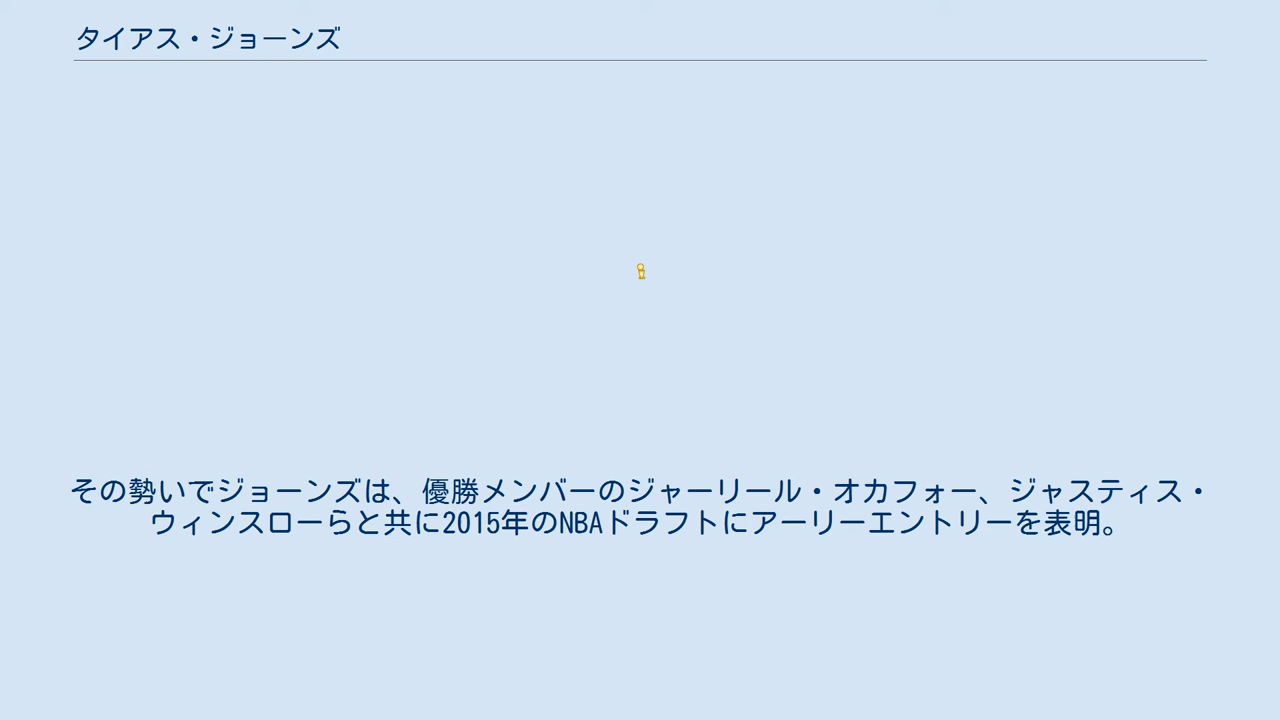 タイアス・ジョーンズ
その勢いでジョーンズは、優勝メンバーのジャーリール・オカフォー、ジャスティス・
ウィンスローらと共に2015年のNBAドラフトにアーリーエントリーを表明。